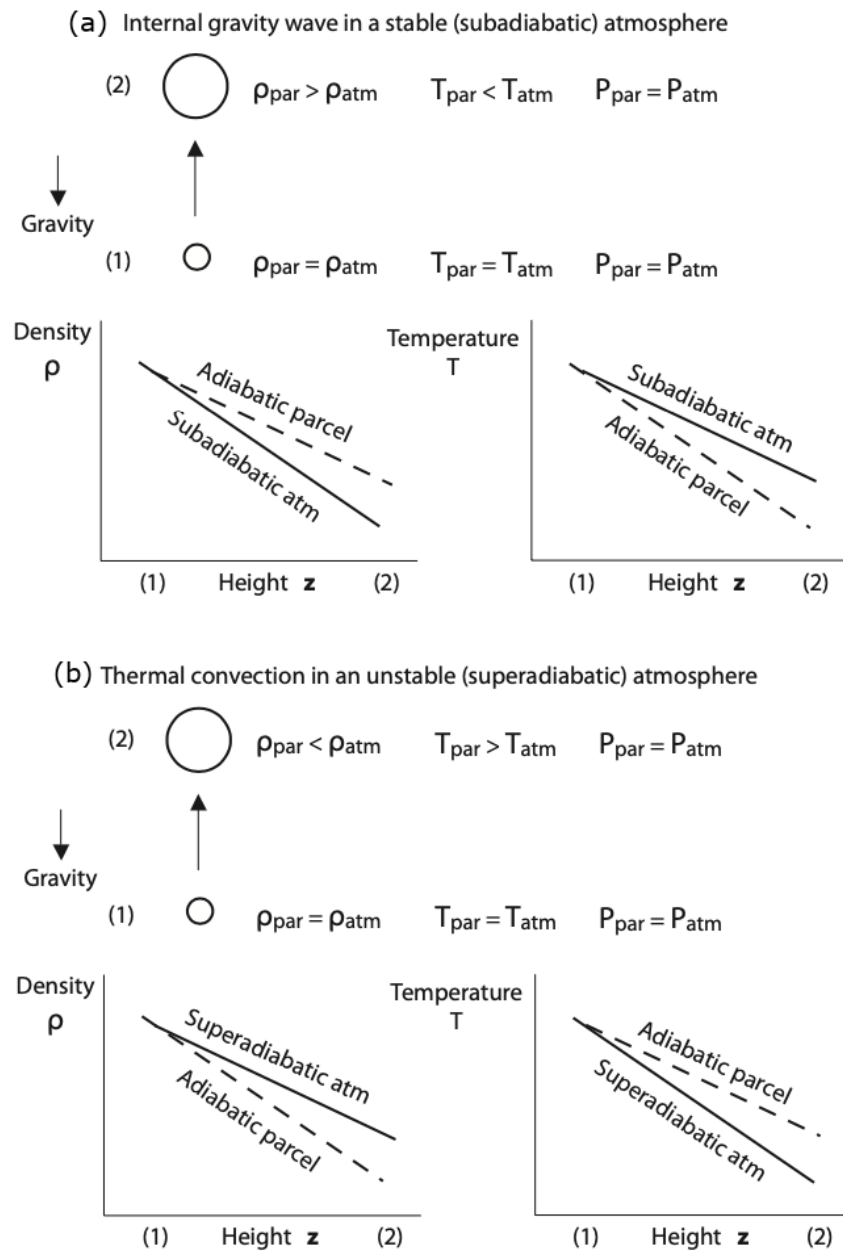 (a) Internal gravity wave in a stable (subadiabatic) atmosphere
(2) ρpar > ρatm Tpar < Tatm Ppar = Patm
Gravity
(1) ρpar = ρatm Tpar = Tatm Ppar = Patm
Density
ρ
Adiabatic parcel
Subadiabatic atm
(1) Height z (2)
Temperature
T
Subadiabatic atm
Adiabatic parcel
(1) Height z (2)
(b) Thermal convection in an unstable (superadiabatic) atmosphere
(2) ρpar < ρatm Tpar > Tatm Ppar = Patm
Gravity
(1) ρpar = ρatm Tpar = Tatm Ppar = Patm
Density
ρ
Superadiabatic atm
Adiabatic parcel
(1) Height z (2)
Temperature
T
Adiabatic parcel
Superadiabatic atm
(1) Height z (2)